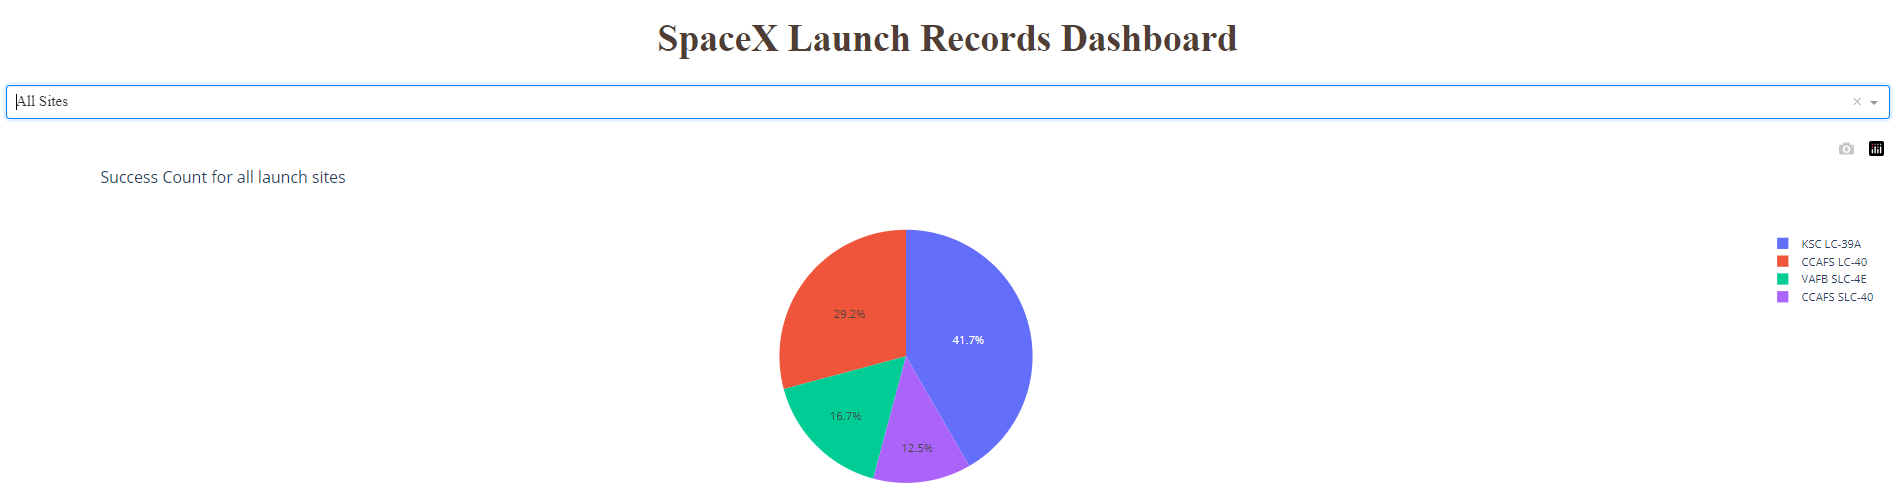 SpaceX Launch Records Dashboard
All Sites
Success Count for all launch sites
KSC LC-39A
CCAFS LC-40
VAFB SLC-4E
CCAFS SLC-40
29.2%
41.7%
16.7%
12.5%